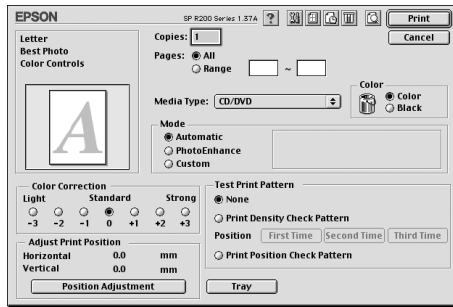 EPSON SP R200 Series 1.37A ? Print
Letter
Best Photo
Color Controls
A
Copies: 1
Cancel
Pages: All
Range ~
Media Type: CD/DVD
Color
Color
Black
Mode
Automatic
PhotoEnhance
Custom
Color Correction
Light Standard Strong
-3 -2 -1 0 +1 +2 +3
Adjust Print Position
Horizontal 0.0 mm
Vertical 0.0 mm
Position Adjustment
Test Print Pattern
None
Print Density Check Pattern
Position First Time Second Time Third Time
Print Position Check Pattern
Tray